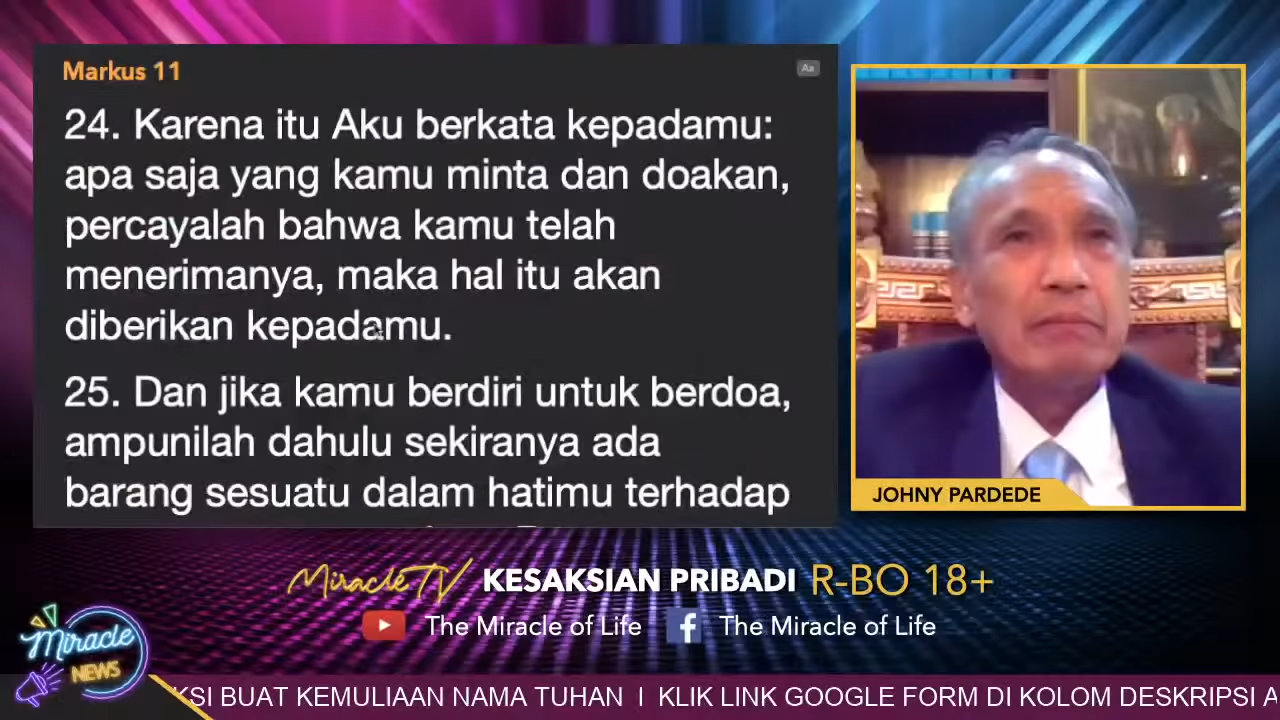 Markus 11
Aa
24. Karena itu Aku berkata kepadamu:
apa saja yang kamu minta dan doakan,
percayalah bahwa kamu telah
menerimanya, maka hal itu akan
diberikan kepadamu.
25. Dan jika kamu berdiri untuk berdoa,
ampunilah dahulu sekiranya ada
barang sesuatu dalam hatimu terhadap
JOHNY PARDEDE
MiracleTV KESAKSIAN PRIBADI R-BO 18+
The Miracle of Life The Miracle of Life
Miracle
NEWS
KSI BUAT KEMULIAAN NAMA TUHAN I KLIK LINK GOOGLE FORM DI KOLOM DESKRIPSI A